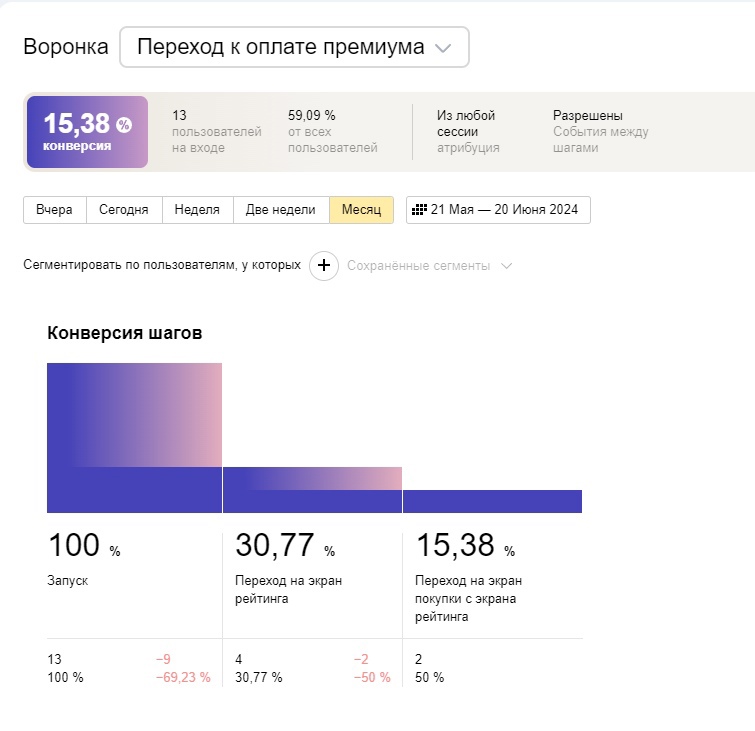 Воронка Переход к оплате премиума
15,38 %
конверсия
13
пользователей
на входе
59,09 %
от всех
пользователей
Из любой
сессии
атрибуция
Разрешены
События между
шагами
Вчера Сегодня Неделя Две недели Месяц 21 Мая — 20 Июня 2024
Сегментировать по пользователям, у которых + Сохранённые сегменты
Конверсия шагов
100 %
Запуск
30,77 %
Переход на экран
рейтинга
15,38 %
Переход на экран
покупки с экрана
рейтинга
13 −9
100 % −69,23 %
4 −2
30,77 % −50 %
2
50 %